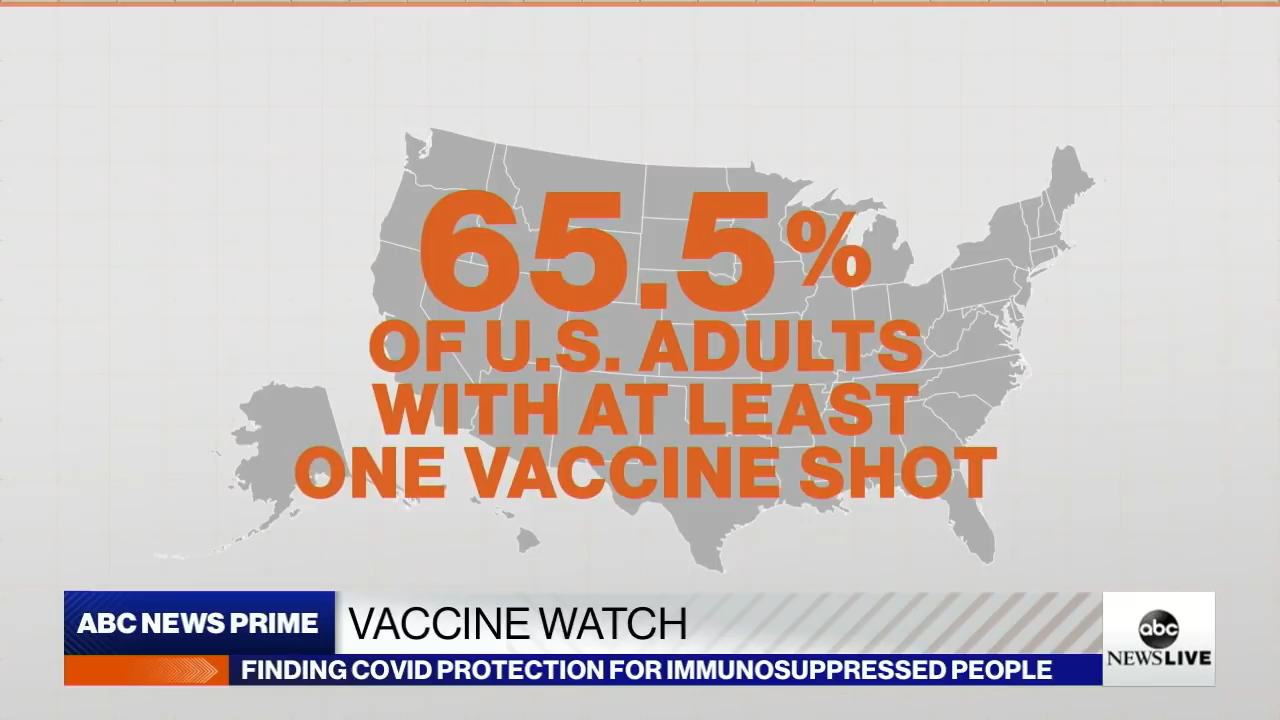 65.5%
OF U.S. ADULTS
WITH AT LEAST
ONE VACCINE SHOT
ABC NEWS PRIME
VACCINE WATCH
FINDING COVID PROTECTION FOR IMMUNOSUPPRESSED PEOPLE
abc
NEWSLIVE